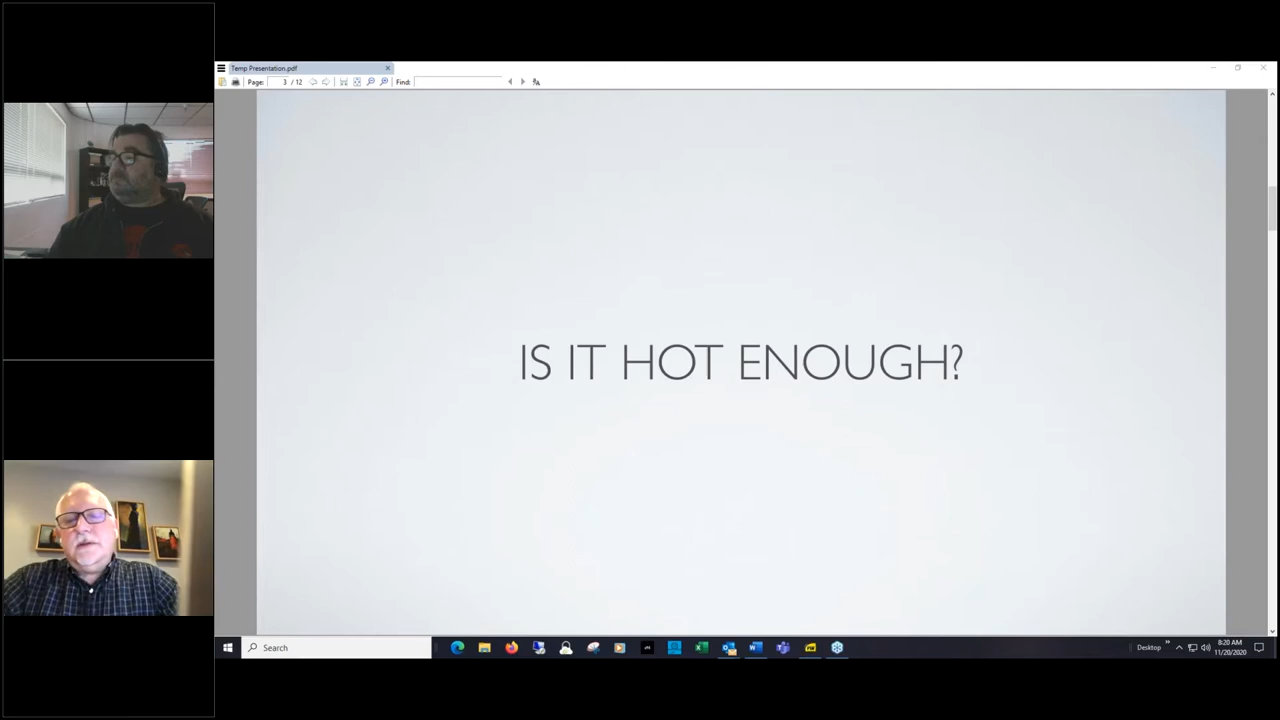 Temp Presentation.pdf
Page: 3 / 12
Find:
IS IT HOT ENOUGH?
Search
Desktop
8:20 AM
11/20/2020